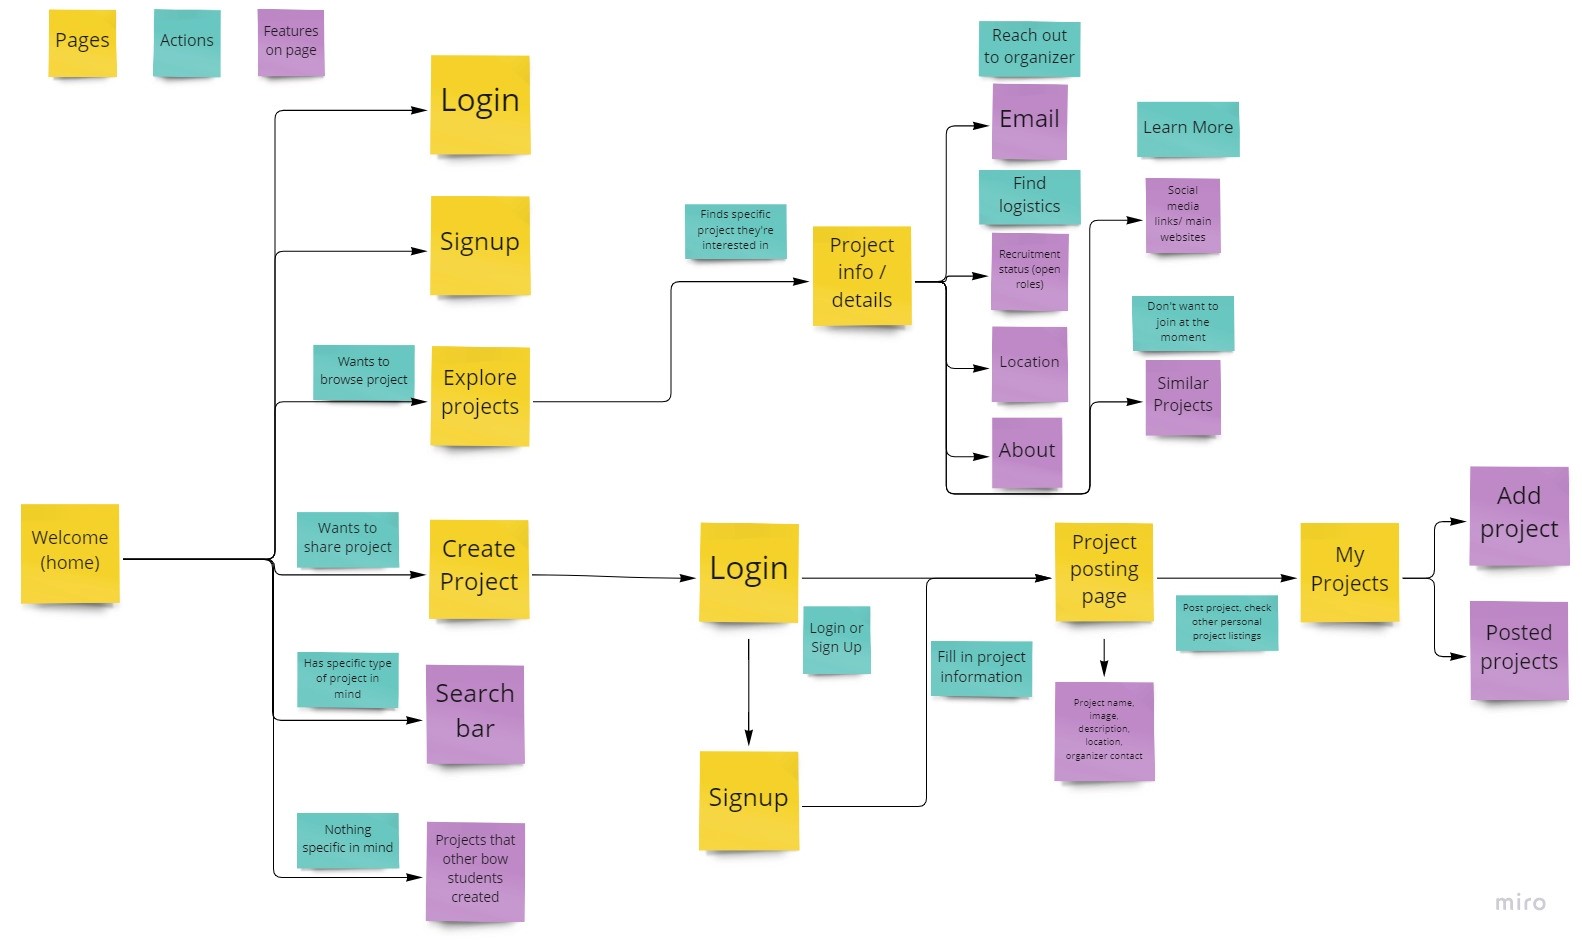 Pages
Actions
Features
on page
Login
Signup
Wants to
browse project
Explore
projects
Finds specific
project they're
interested in
Project
info /
details
Reach out
to organizer
Email
Find
logistics
Recruitment
status (open
roles)
Location
About
Learn More
Social
media
links/ main
websites
Don't want to
join at the
moment
Similar
Projects
Welcome
(home)
Wants to
share project
Create
Project
Login
Login or
Sign Up
Signup
Fill in project
information
Project
posting
page
Project name,
image,
description,
location,
organizer contact
Post project, check
other personal
project listings
My
Projects
Add
project
Posted
projects
Has specific type
of project in
mind
Search
bar
Nothing
specific in mind
Projects that
other bow
students
created
miro